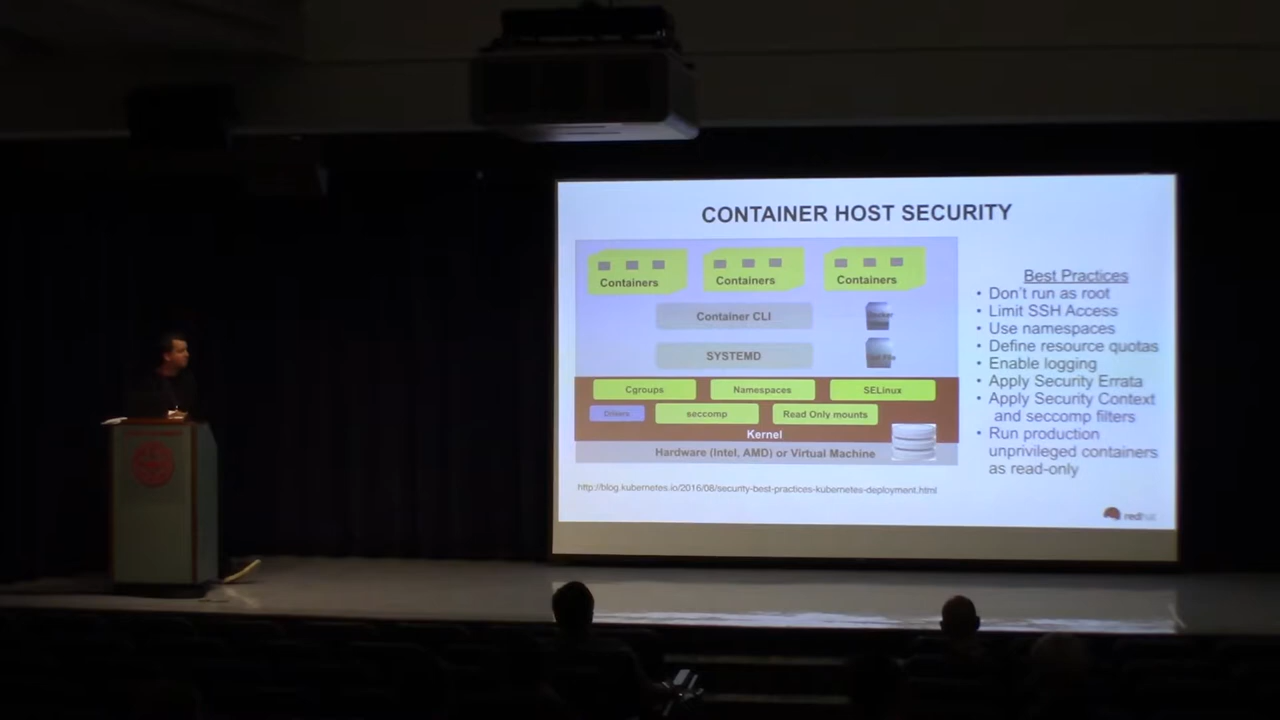 CONTAINER HOST SECURITY
Containers
Containers
Containers
Container CLI
SYSTEMD
Cgroups
Namespaces
SELinux
Drivers
seccomp
Read Only mounts
Kernel
Hardware (Intel, AMD) or Virtual Machine
http://blog.kubernetes.io/2016/08/security-best-practices-kubernetes-deployment.html
Best Practices
• Don't run as root
• Limit SSH Access
• Use namespaces
• Define resource quotas
• Enable logging
• Apply Security Errata
• Apply Security Context
and seccomp filters
• Run production
unprivileged containers
as read-only
redhat